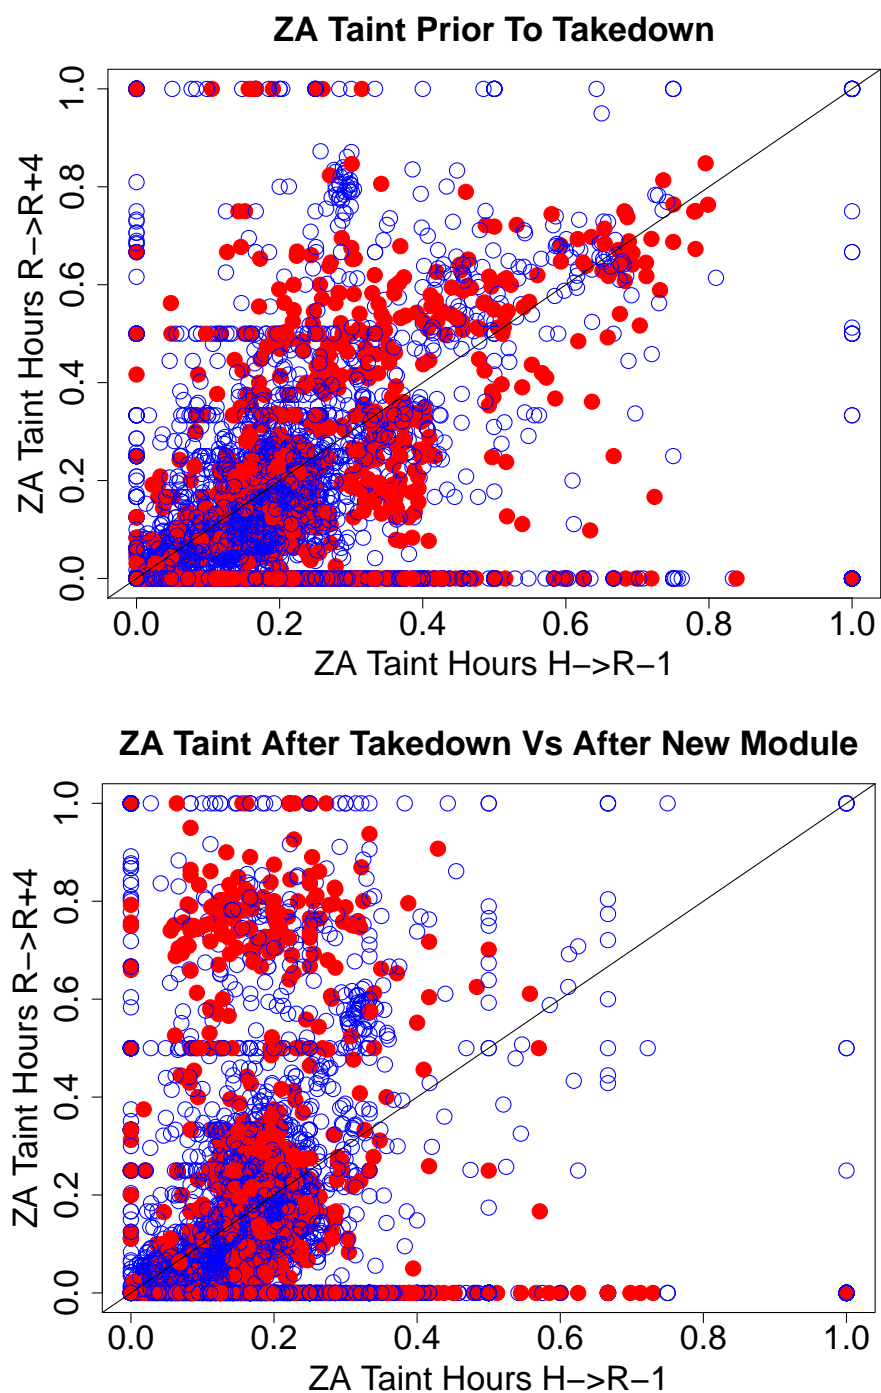 ZA Taint Prior To Takedown
1.0
0.8
0.6
0.4
0.2
0.0
ZA Taint Hours R−>R+4
0.0 0.2 0.4 0.6 0.8 1.0
ZA Taint Hours H−>R−1
ZA Taint After Takedown Vs After New Module
1.0
0.8
0.6
0.4
0.2
0.0
ZA Taint Hours R−>R+4
0.0 0.2 0.4 0.6 0.8 1.0
ZA Taint Hours H−>R−1